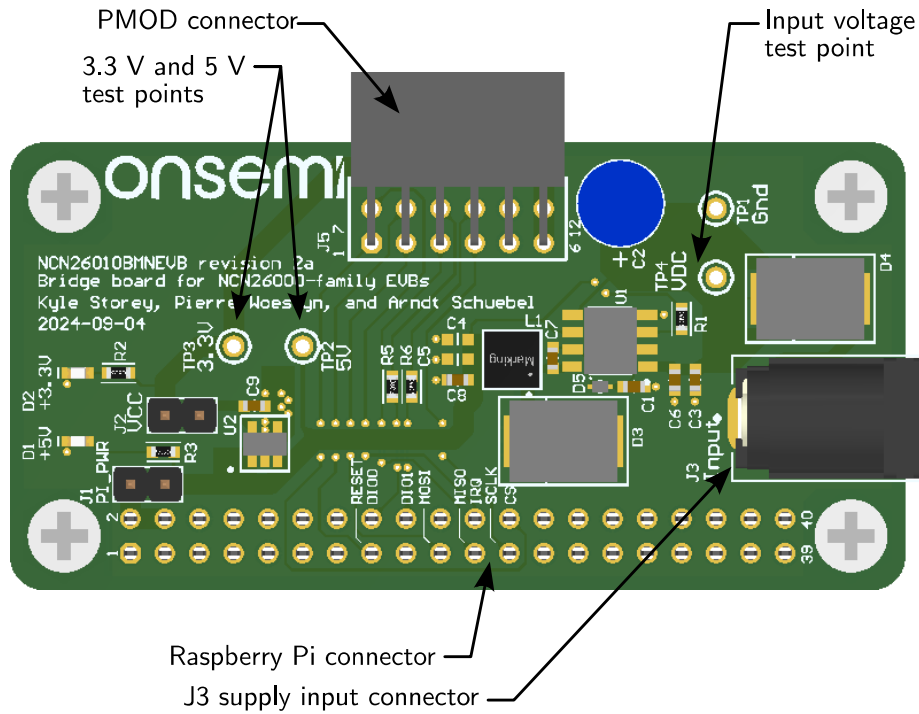 PMOD connector
Input voltage
test point
3.3 V and 5 V
test points
onsemi
TP1
Gnd
J5
1 7
6 12
+
C2
TP4
VDC
D4
NCN26010BMNEVB revision 2a
Bridge board for NCN26000-family EVBs
Kyle Storey, Pierre Woestyn, and Arndt Schuebel
2024-09-04
TP3
3.3V
TP2
5V
C4
L1
C7
U1
R1
R2
R5
R6
C5
Marking
D2
+3.3V
C9
C8
D5
C1
C6
C3
J2
VCC
U2
D3
D1
+5V
R3
J3
Input
J1
PI_PWR
RESET
DIO0
DIO1
MOSI
MISO
IRQ
SCLK
CS
2
40
1
39
Raspberry Pi connector
J3 supply input connector